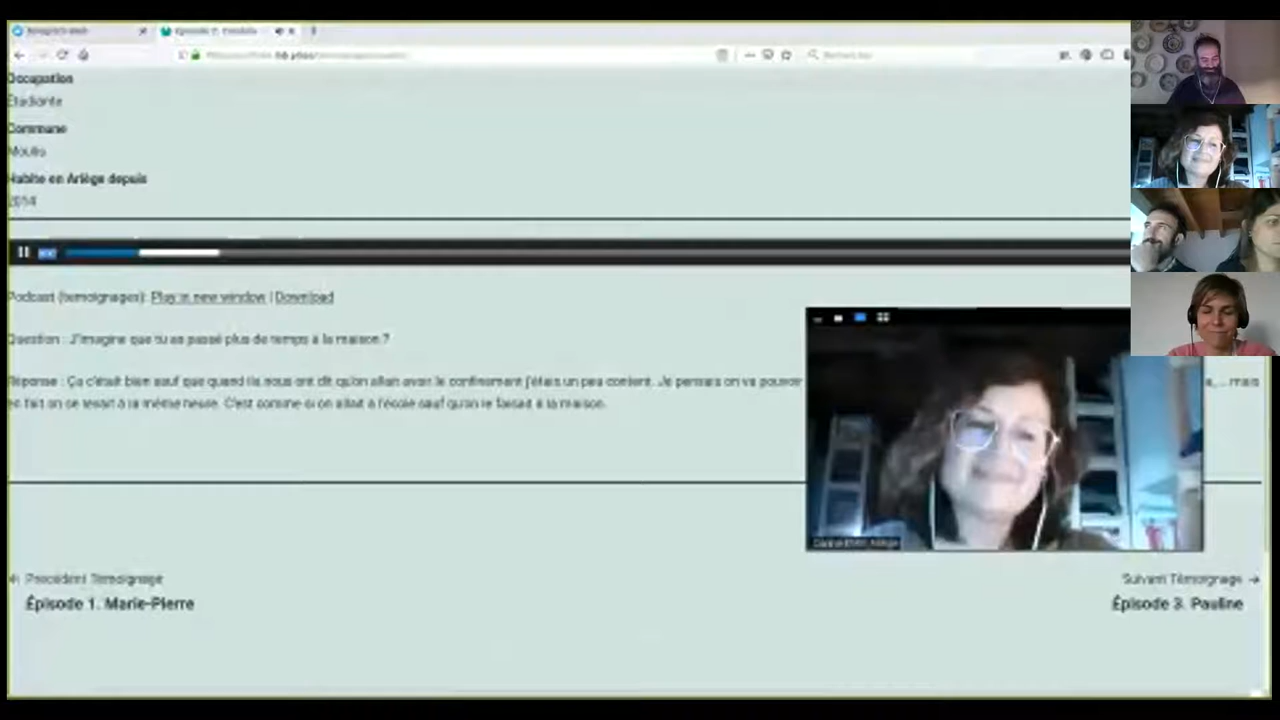 Occupation
Étudiante
Commune
Moulis
Habite en Ariège depuis
2014
Podcast (temoignages): Play in new window | Download
Question : J'imagine que tu as passé plus de temps à la maison ?
Réponse : Ça c'était bien sauf que quand ils nous ont dit qu'on allait avoir le confinement j'étais un peu content. Je pensais on va pouvoir
mais
en fait on se levait à la même heure. C'est comme si on allait à l'école sauf qu'on le faisait à la maison.
Précédent Témoignage
Suivant Témoignage →
Épisode 1. Marie-Pierre
Épisode 3. Pauline